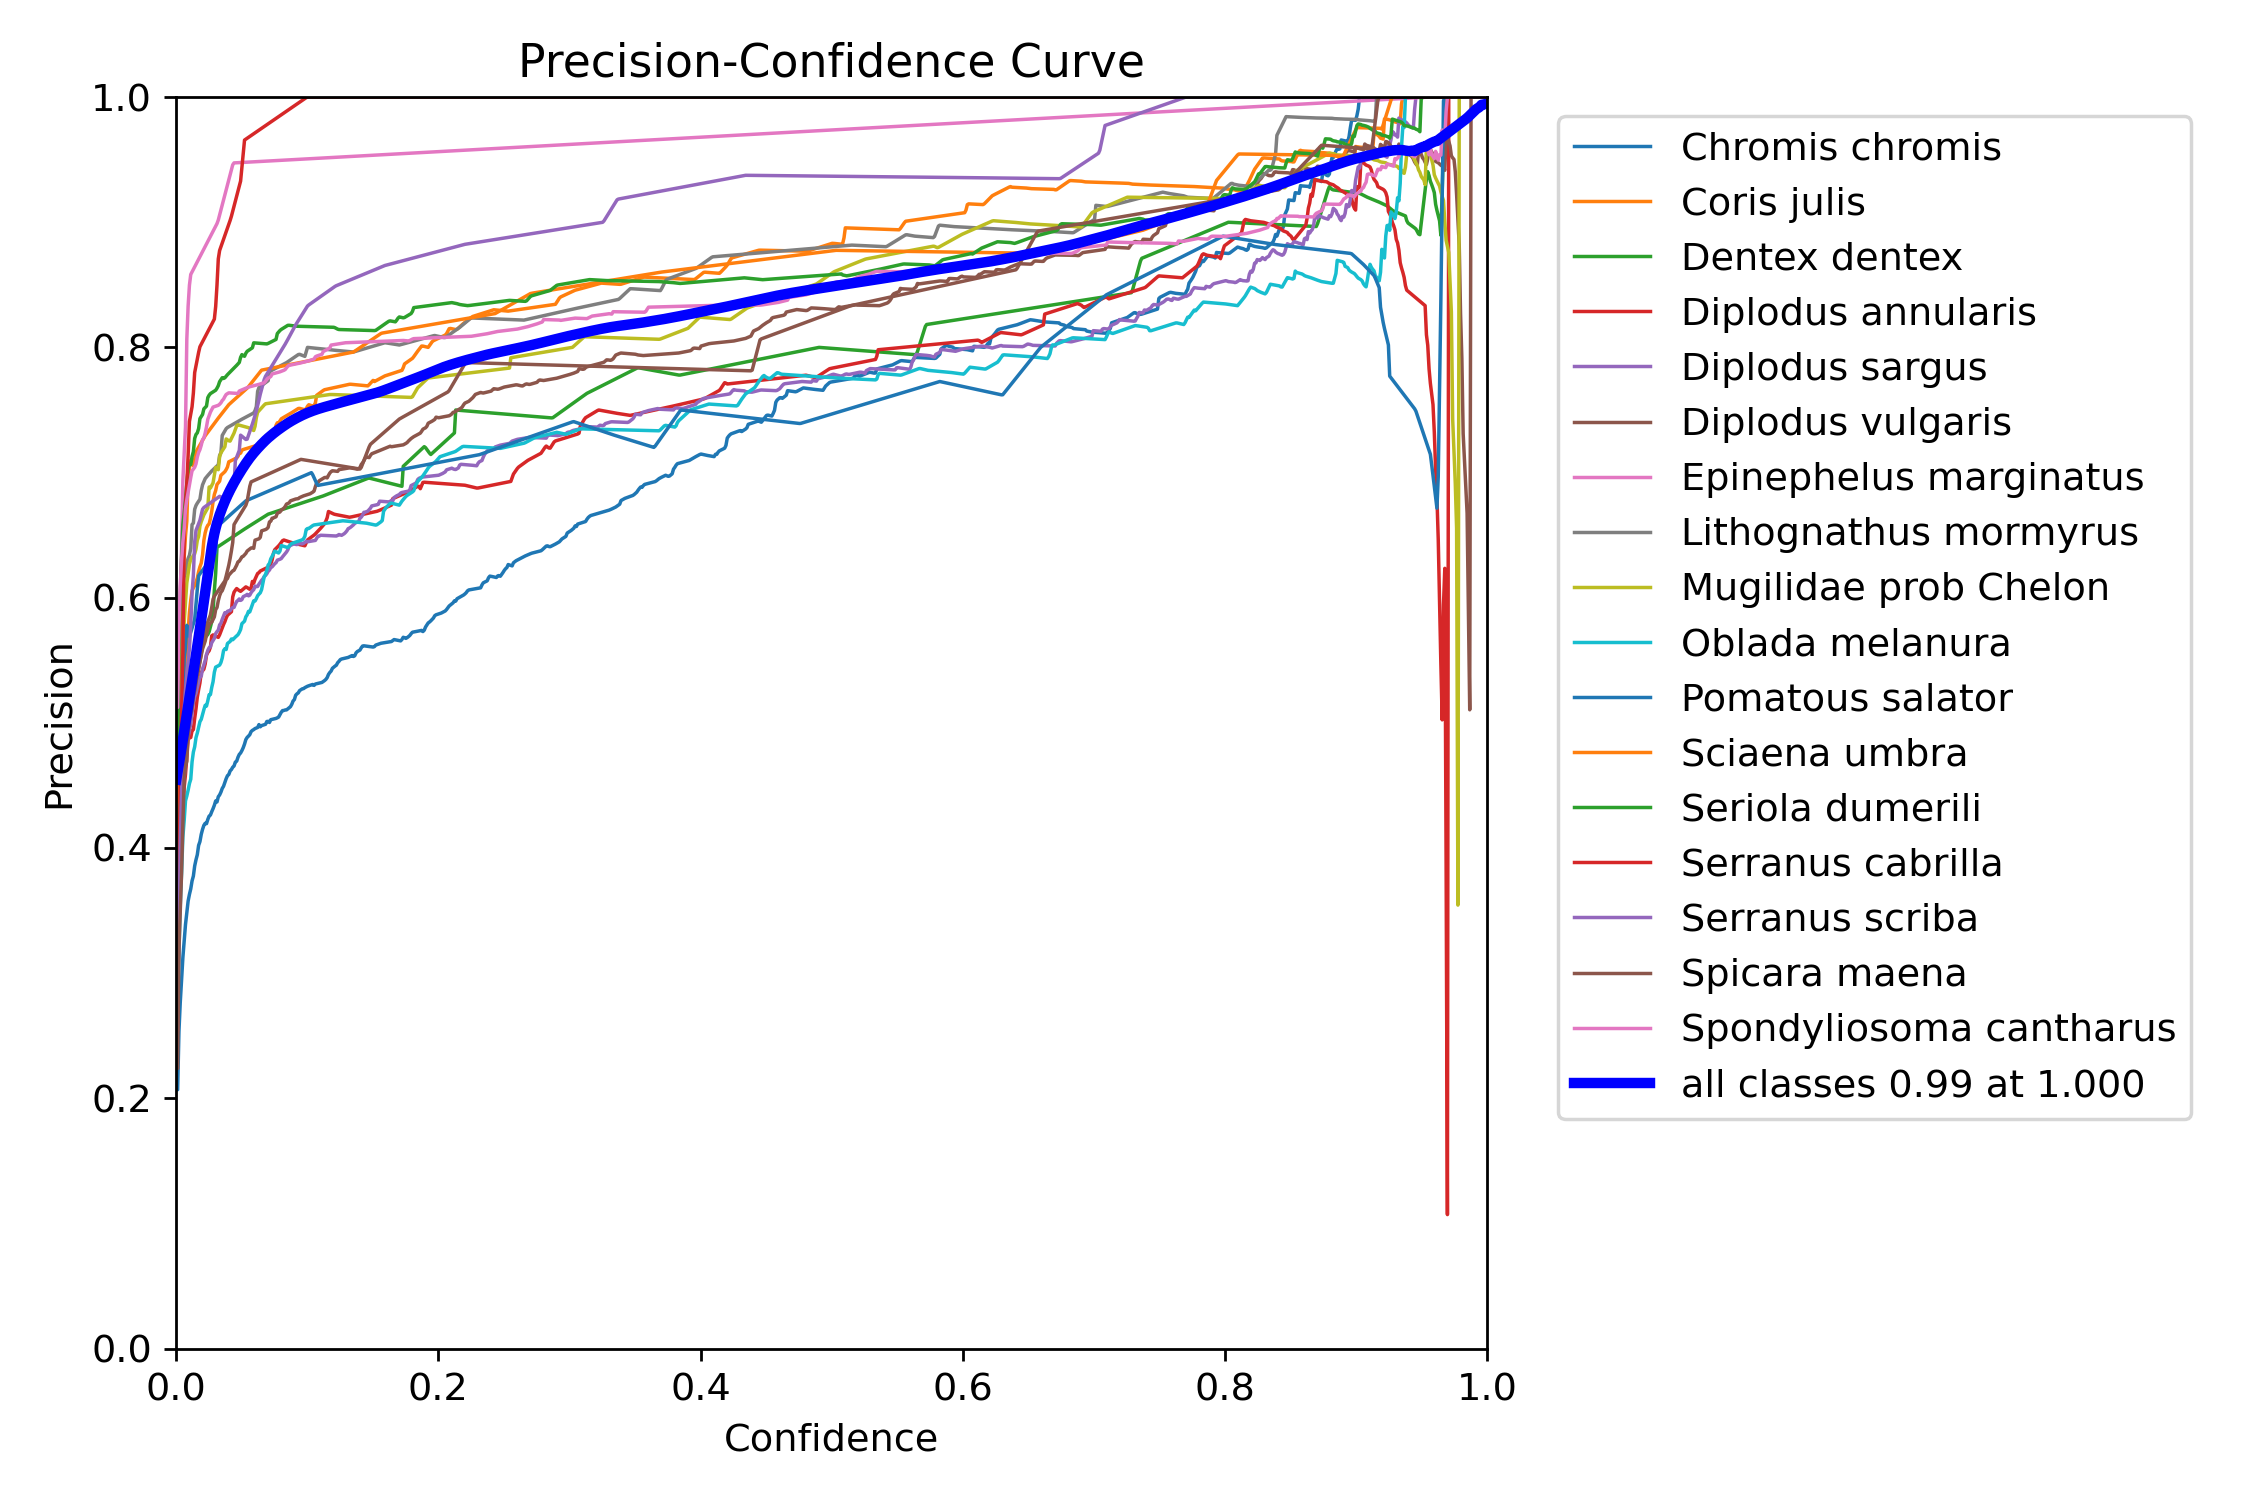 Precision-Confidence Curve
1.0
0.8
0.6
0.4
0.2
0.0
Precision
0.0 0.2 0.4 0.6 0.8 1.0
Confidence
Chromis chromis
Coris julis
Dentex dentex
Diplodus annularis
Diplodus sargus
Diplodus vulgaris
Epinephelus marginatus
Lithognathus mormyrus
Mugilidae prob Chelon
Oblada melanura
Pomatous salator
Sciaena umbra
Seriola dumerili
Serranus cabrilla
Serranus scriba
Spicara maena
Spondyliosoma cantharus
all classes 0.99 at 1.000